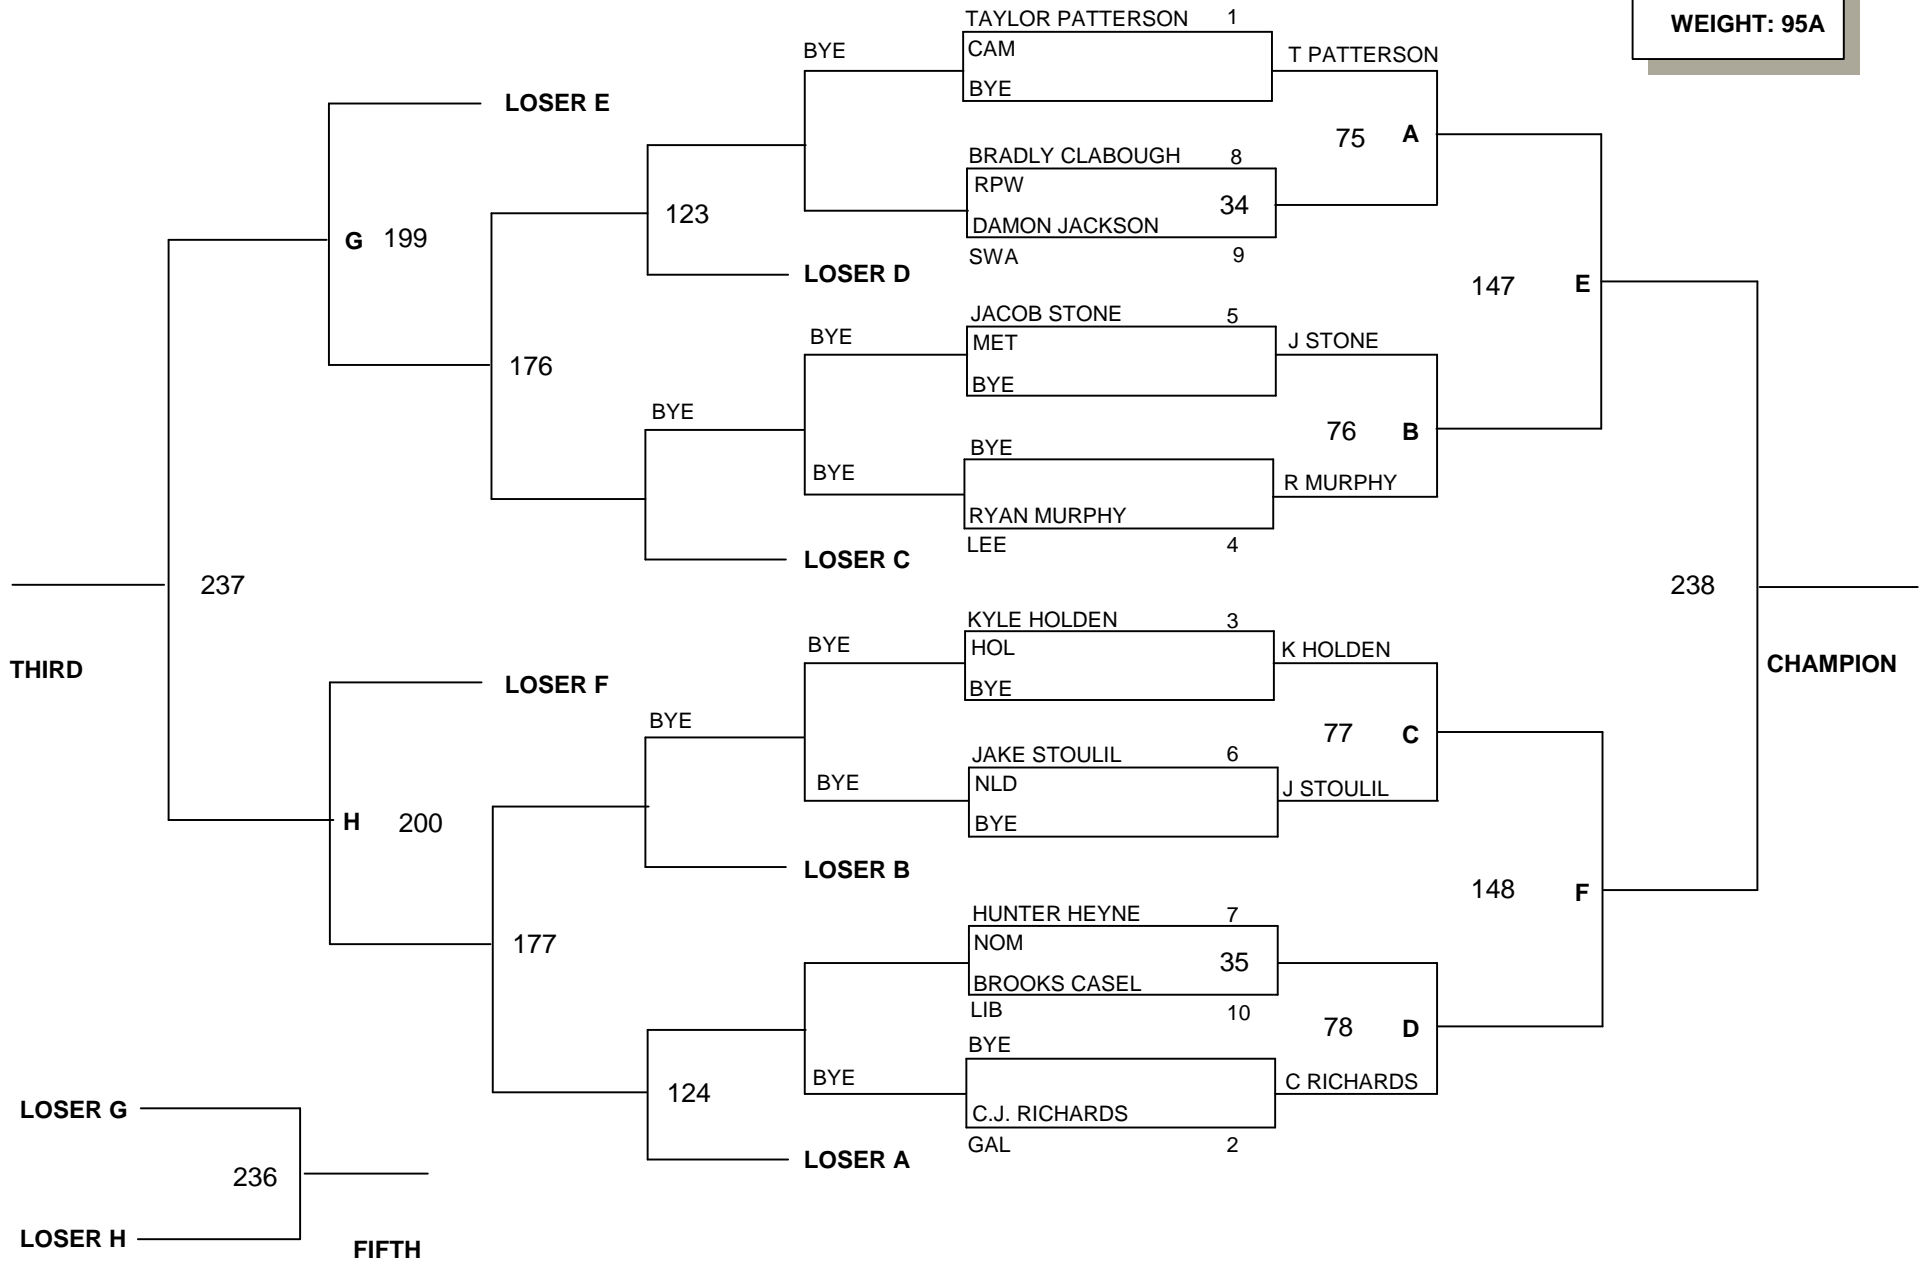 WEIGHT: 95A
TAYLOR PATTERSON 1
BYE
CAM
T PATTERSON
BYE
LOSER E
75 A
BRADLY CLABOUGH 8
RPW
34
123
DAMON JACKSON
G 199
SWA 9
LOSER D
147 E
JACOB STONE 5
BYE
MET
J STONE
176
BYE
BYE
76 B
BYE
BYE
R MURPHY
RYAN MURPHY
LEE 4
LOSER C
237
238
KYLE HOLDEN 3
BYE
HOL
K HOLDEN
THIRD
CHAMPION
LOSER F
BYE
BYE
77 C
JAKE STOULIL 6
BYE
NLD
J STOULIL
H 200
BYE
LOSER B
148 F
HUNTER HEYNE 7
177
NOM
35
BROOKS CASEL
LIB 10
78 D
BYE
BYE
C RICHARDS
124
LOSER G
C.J. RICHARDS
GAL 2
LOSER A
236
LOSER H
FIFTH